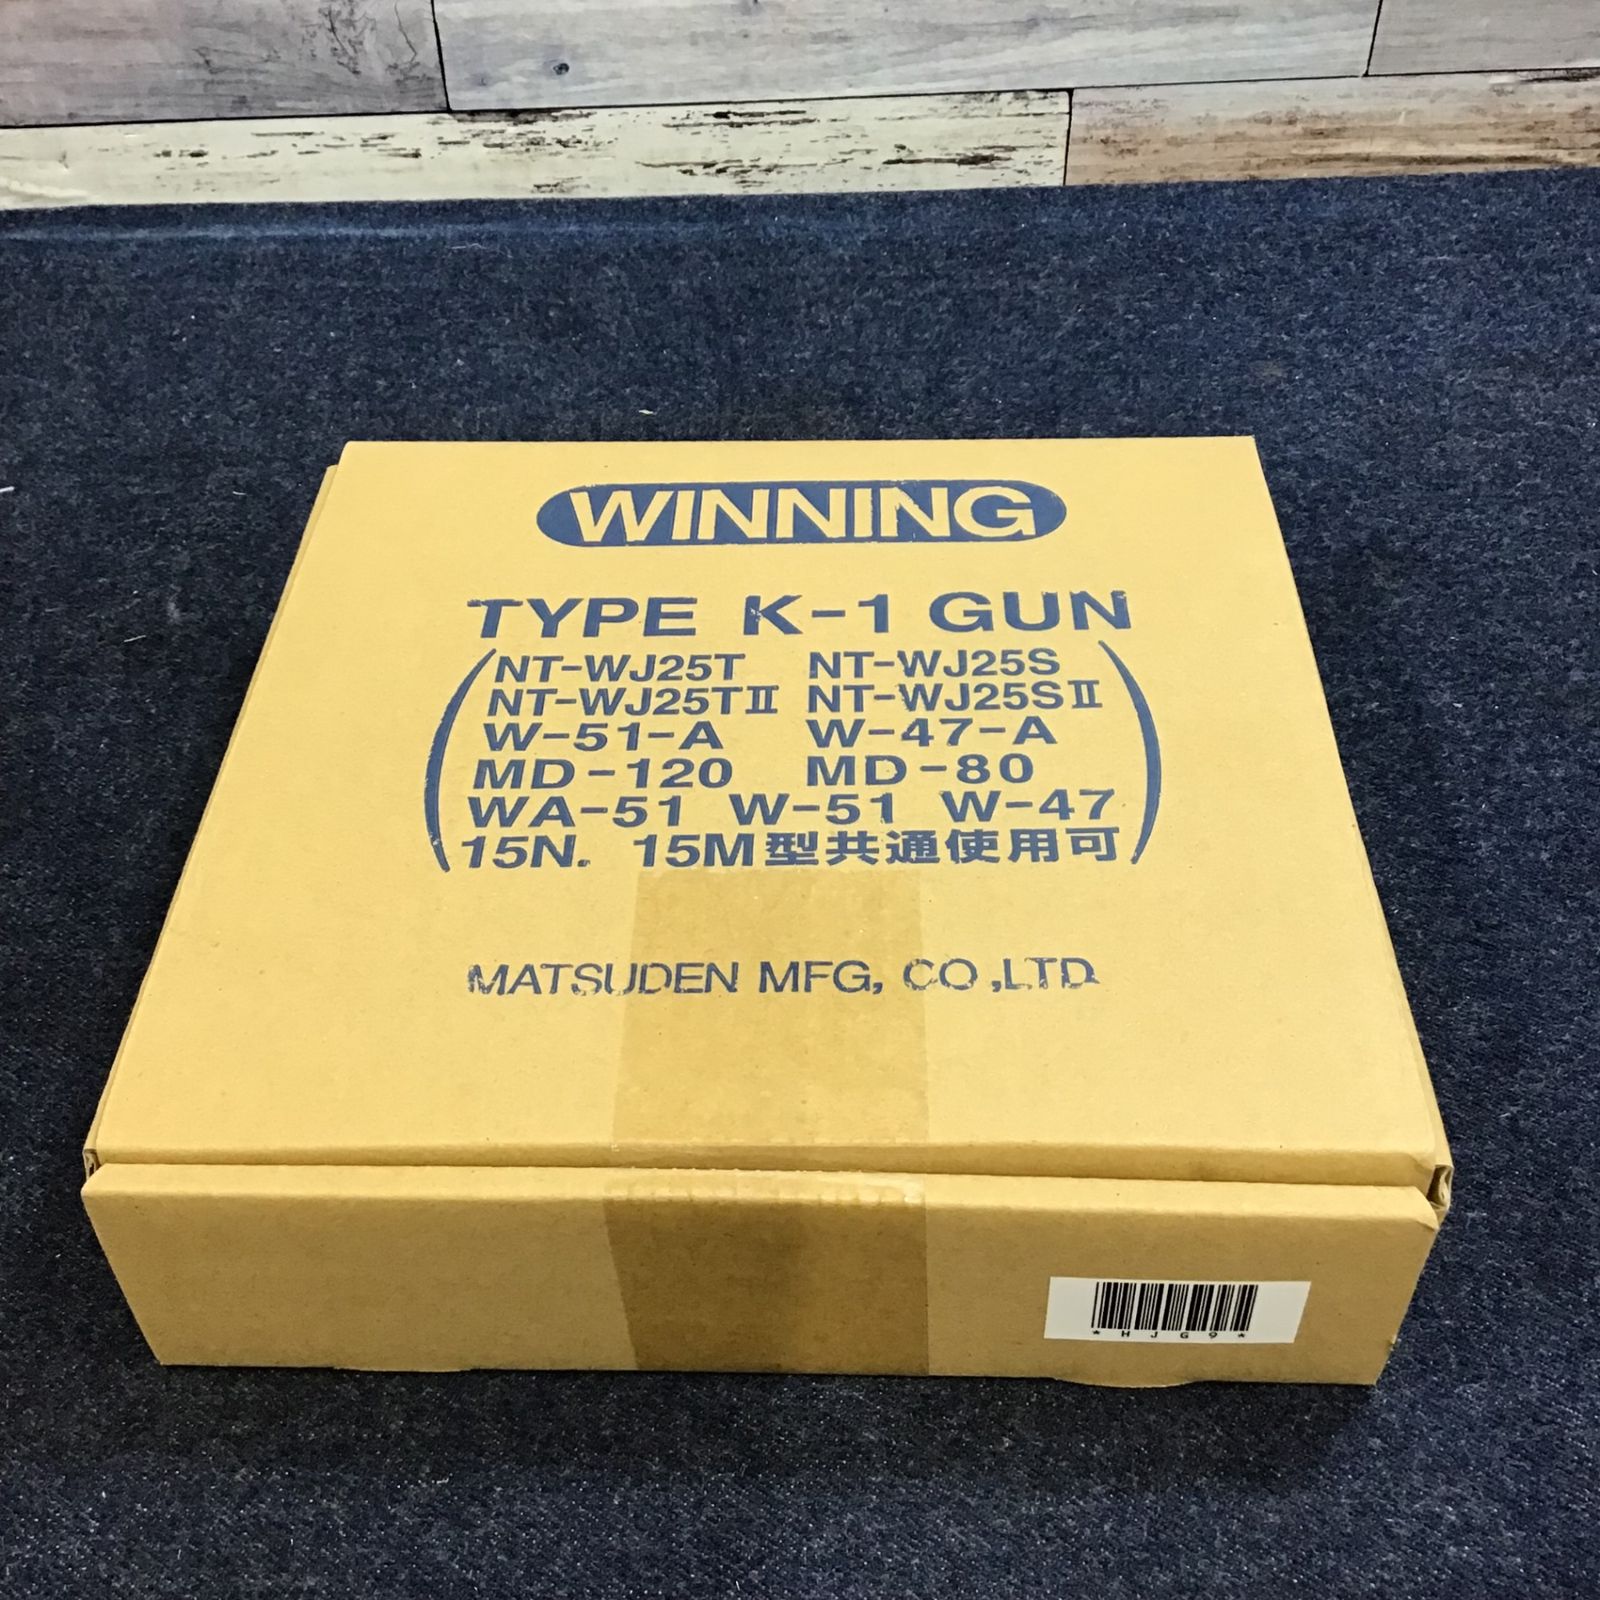 WINNING
TYPE K-1 GUN
NT-WJ25T NT-WJ25S
NT-WJ25TⅡ NT-WJ25SⅡ
W-51-A W-47-A
MD-120 MD-80
WA-51 W-51 W-47
15N. 15M型共通使用可
MATSUDEN MFG, CO,LTD
*HJG9*